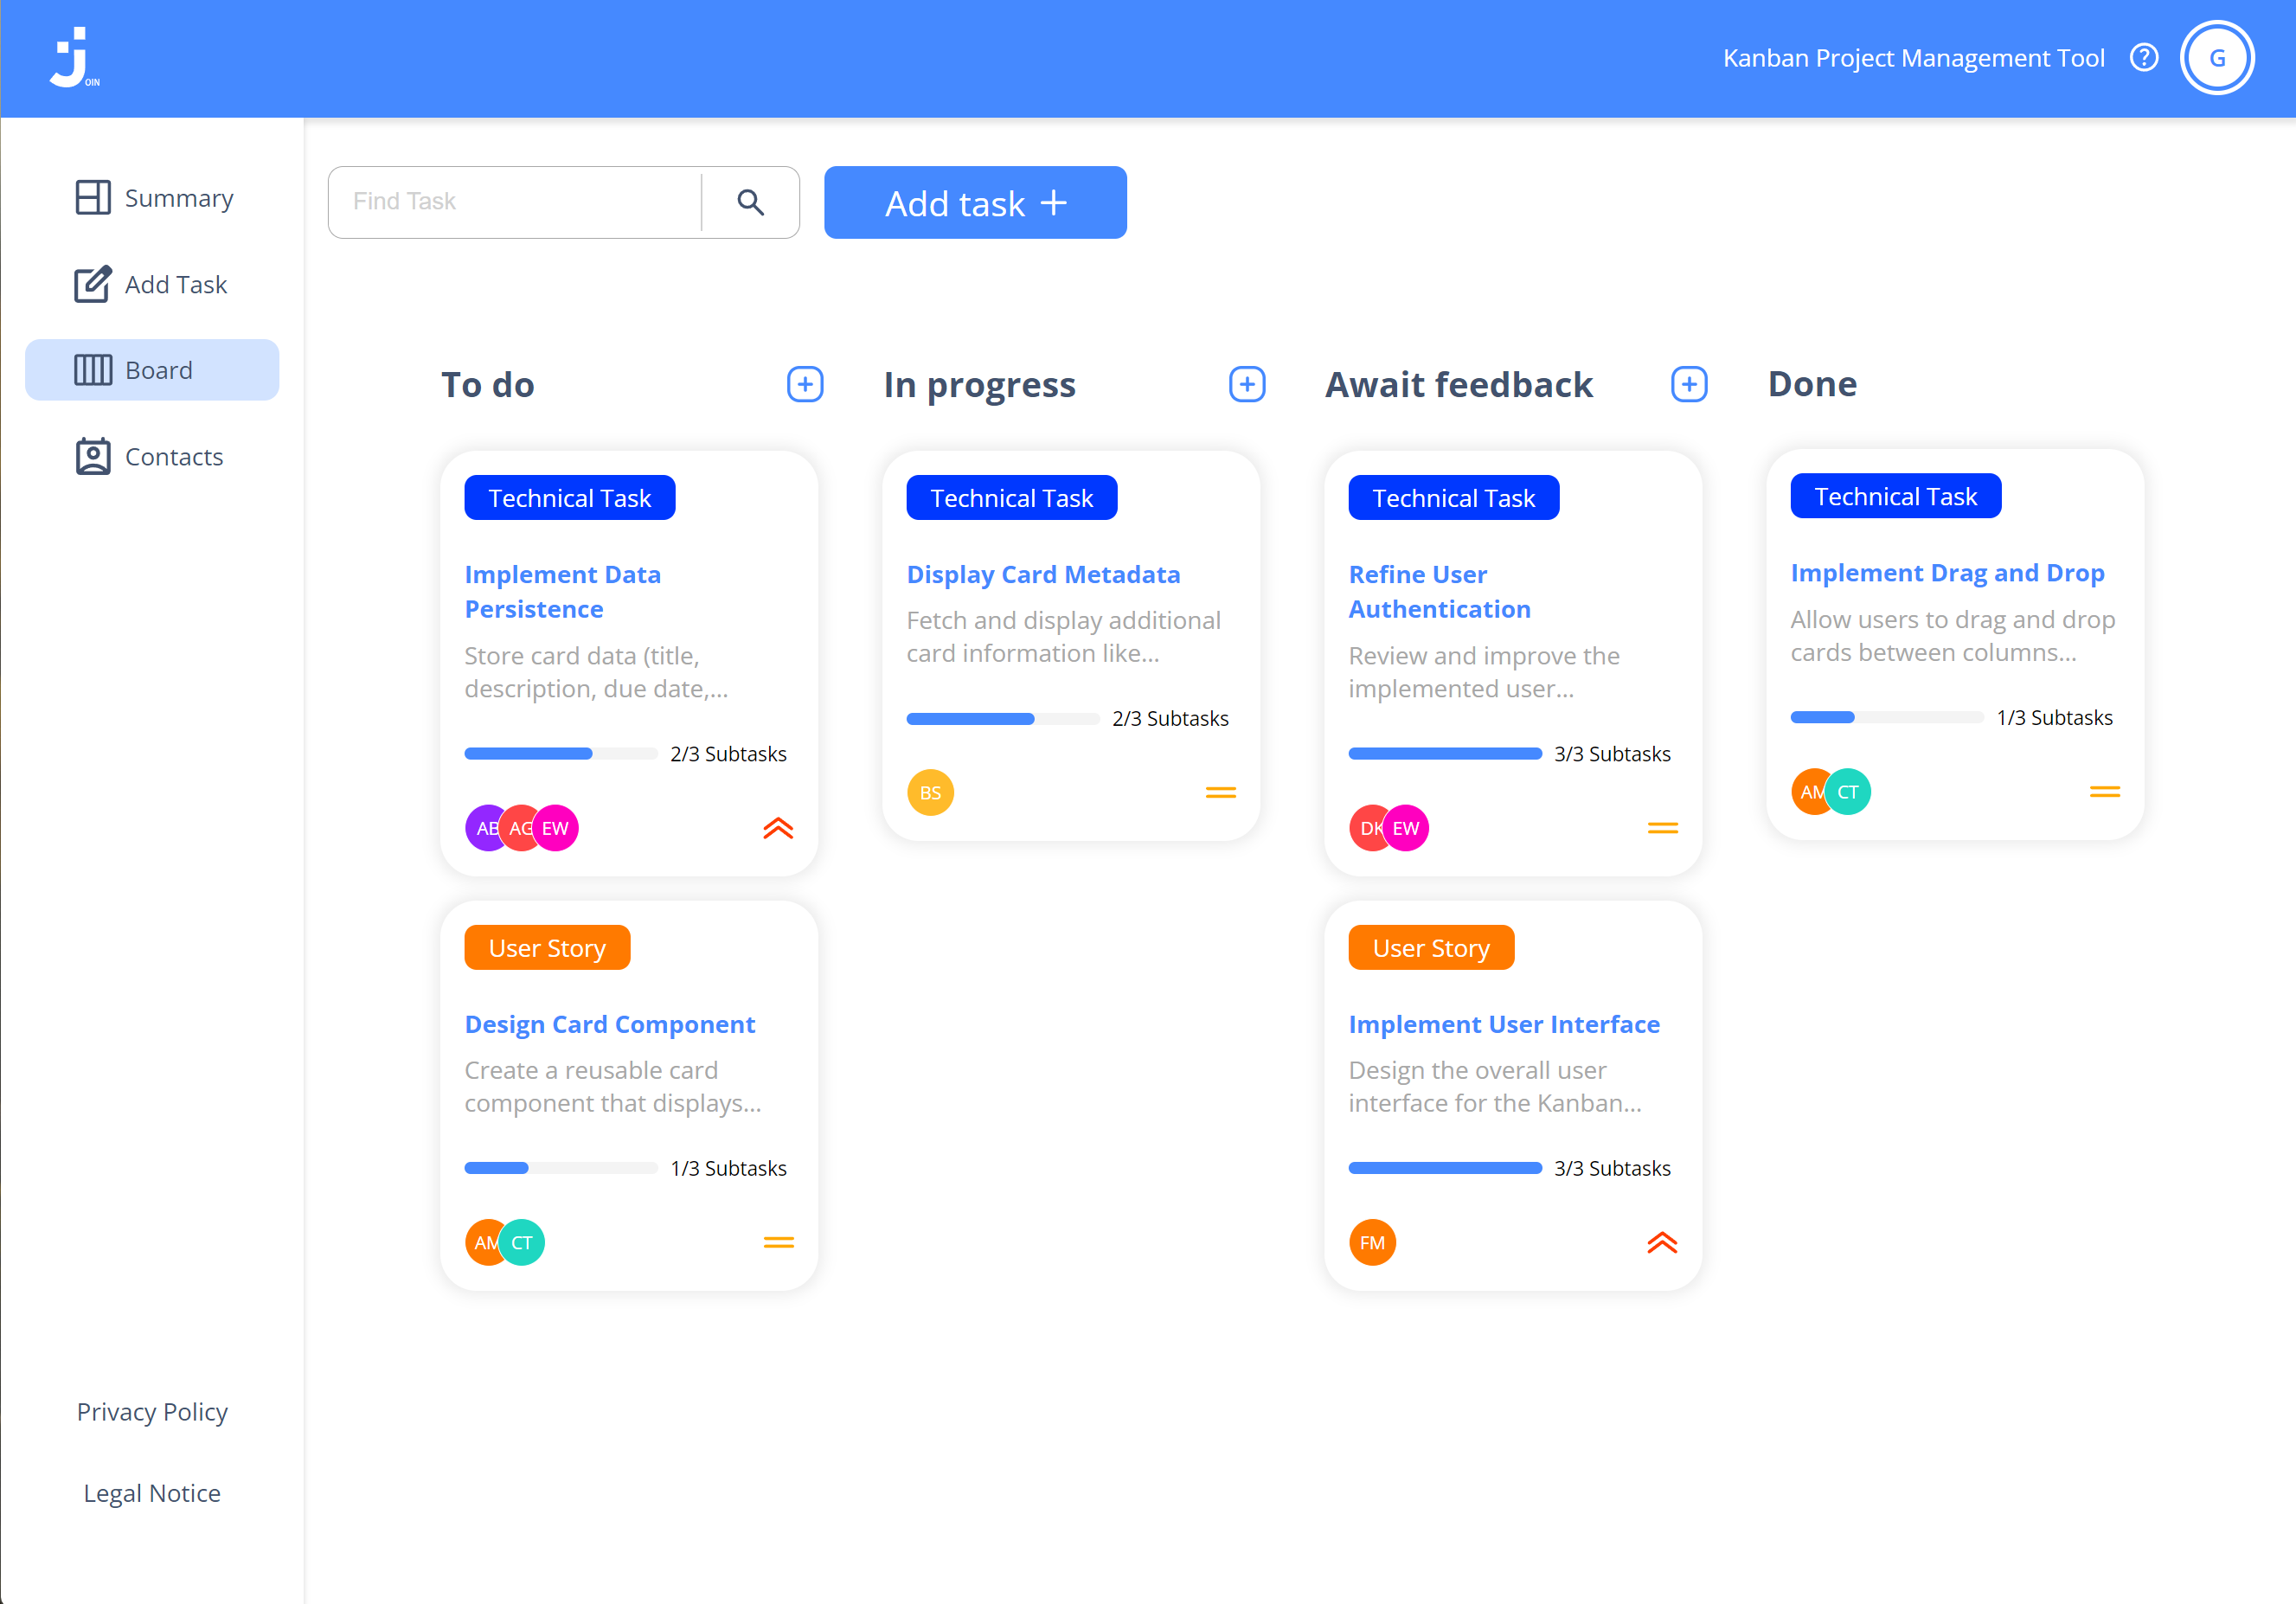 OIN
Kanban Project Management Tool
?
G
Summary
Add Task
Board
Contacts
Privacy Policy
Legal Notice
Find Task
Add task +
To do
Technical Task
Implement Data
Persistence
Store card data (title,
description, due date,...
2/3 Subtasks
AB AG EW
User Story
Design Card Component
Create a reusable card
component that displays...
1/3 Subtasks
AM CT
In progress
Technical Task
Display Card Metadata
Fetch and display additional
card information like...
2/3 Subtasks
BS
Await feedback
Technical Task
Refine User
Authentication
Review and improve the
implemented user...
3/3 Subtasks
DK EW
User Story
Implement User Interface
Design the overall user
interface for the Kanban...
3/3 Subtasks
FM
Done
Technical Task
Implement Drag and Drop
Allow users to drag and drop
cards between columns...
1/3 Subtasks
AM CT